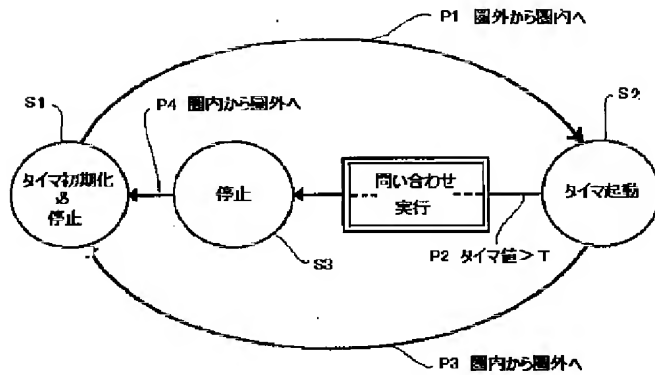 P1 圏外から圏内へ
S1
P4 圏内から圏外へ
S2
タイマ初期化
&
停止
停止
問い合わせ
実行
タイマ起動
S3
P2 タイマ値＞T
P3 圏内から圏外へ